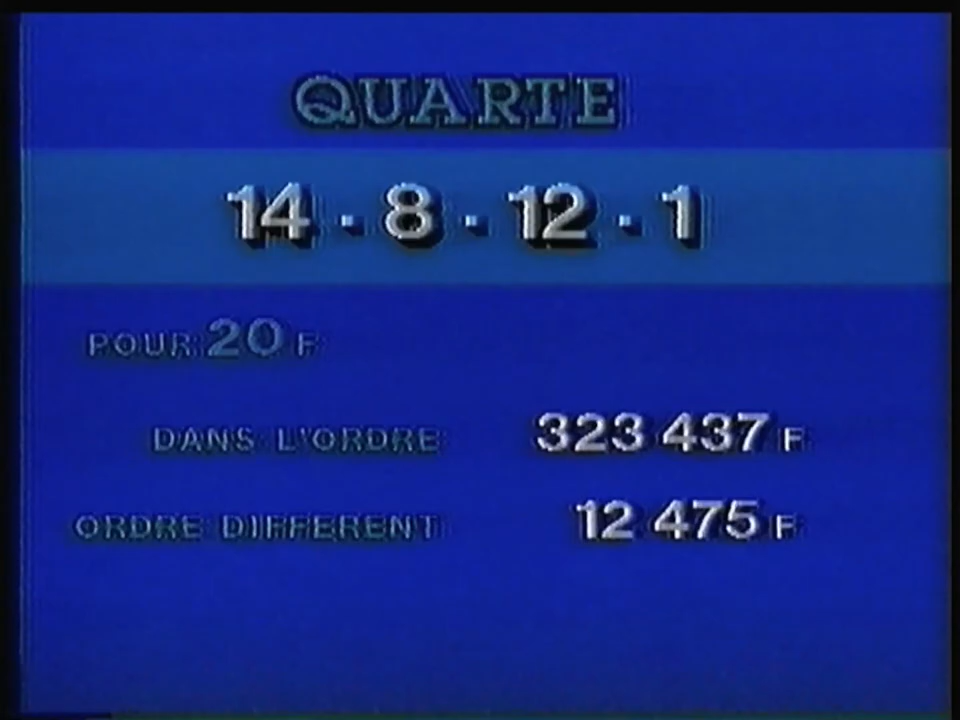 QUARTE
14 · 8 · 12 · 1
POUR 20 F
DANS L'ORDRE 323 437 F
ORDRE DIFFERENT 12 475 F